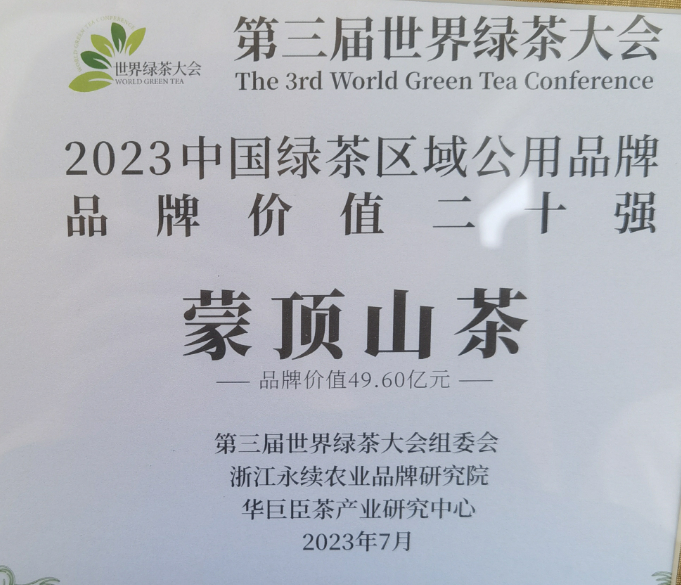 第三届世界绿茶大会
The 3rd World Green Tea Conference
世界绿茶大会
WORLD GREEN TEA
2023中国绿茶区域公用品牌
品牌价值二十强
蒙顶山茶
品牌价值49.60亿元
第三届世界绿茶大会组委会
浙江永续农业品牌研究院
华巨臣茶产业研究中心
2023年7月